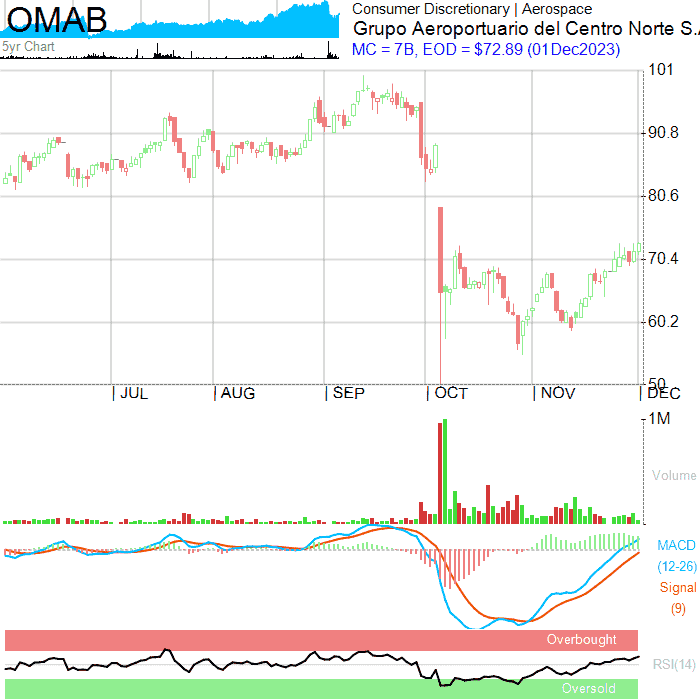 OMAB
5yr Chart
Consumer Discretionary | Aerospace
Grupo Aeroportuario del Centro Norte S.A
MC = 7B, EOD = $72.89 (01Dec2023)
101
90.8
80.6
70.4
60.2
50
| JUL | AUG | SEP | OCT | NOV | DEC
1M
Volume
MACD
(12-26)
Signal
(9)
Overbought
RSI(14)
Oversold